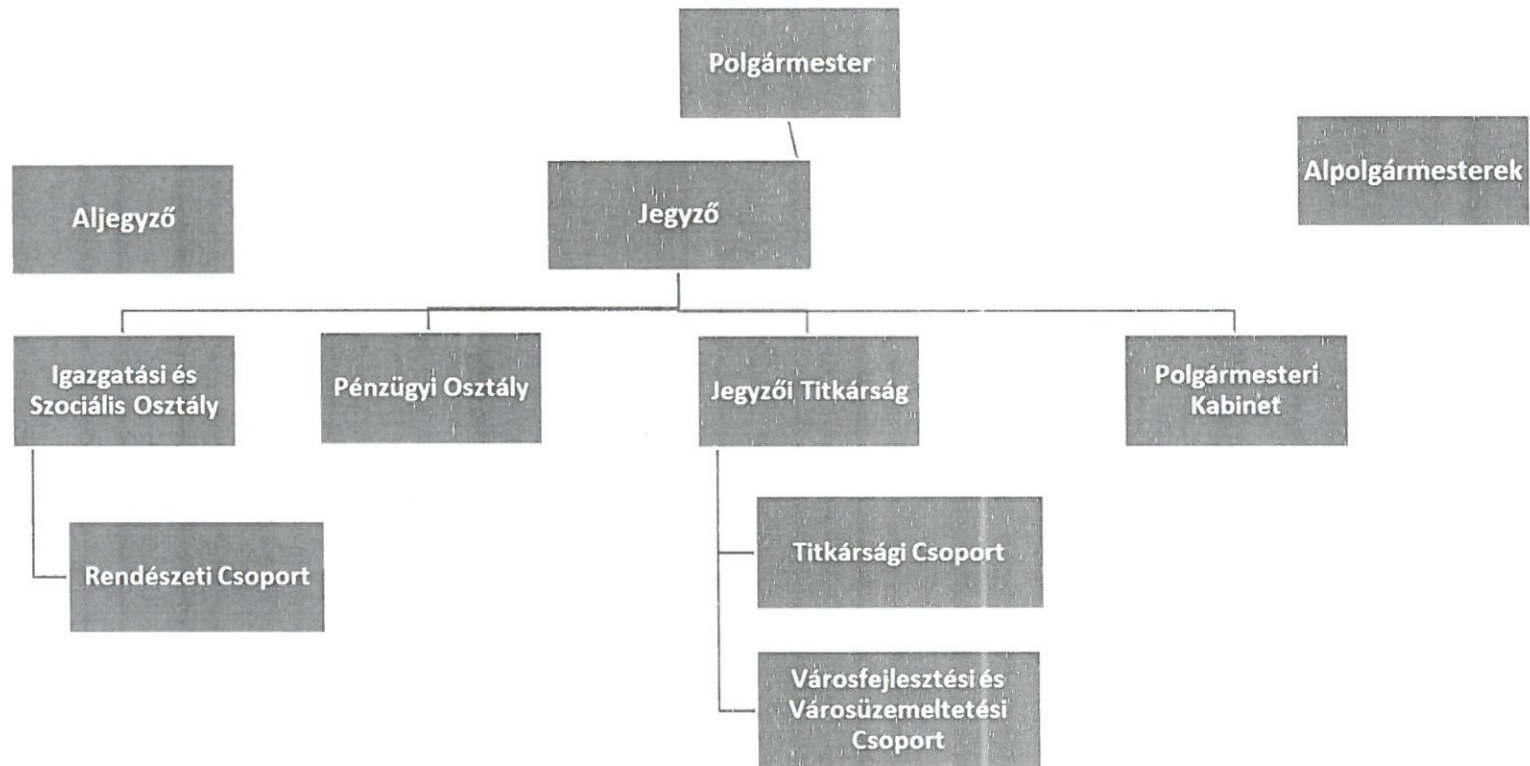 Polgármester
Alpolgármesterek
Aljegyző
Jegyző
Igazgatási és
Szociális Osztály
Pénzügyi Osztály
Jegyzői Titkárság
Polgármesteri
Kabinet
Rendészeti Csoport
Titkársági Csoport
Városfejlesztési és
Városüzemeltetési
Csoport